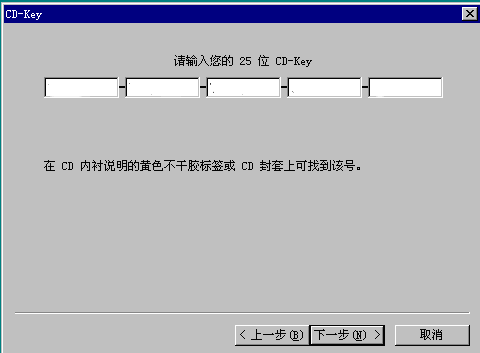 CD-Key
请输入您的 25 位 CD-Key
在 CD 内衬说明的黄色不干胶标签或 CD 封套上可找到该号。
< 上一步(B) 下一步(N) > 取消